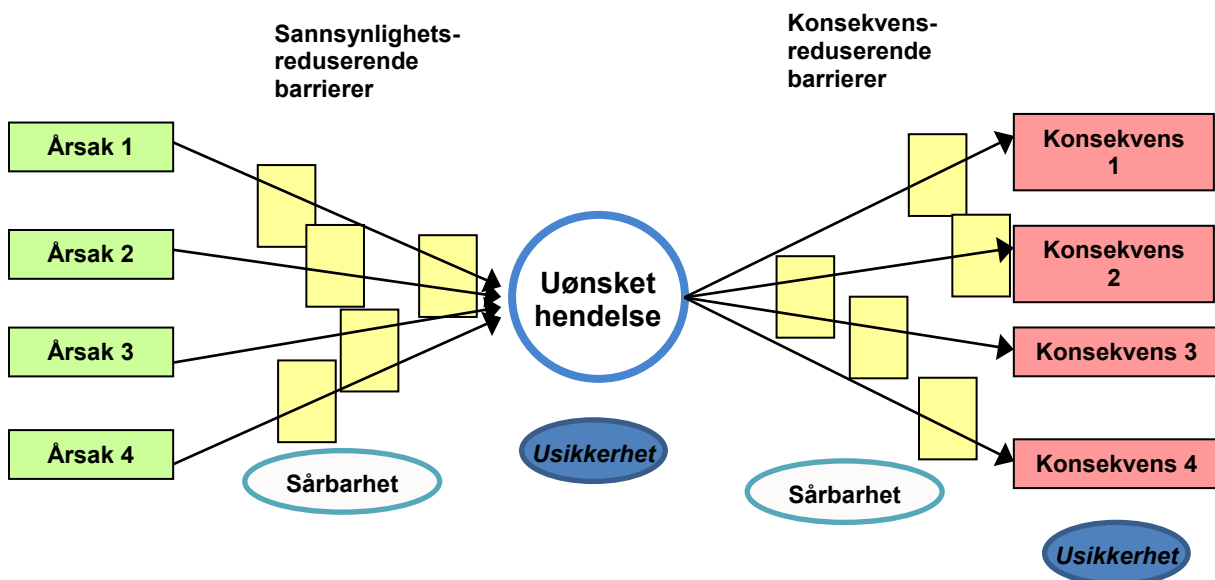 Sannsynlighets-
reduserende
barrierer
Konsekvens-
reduserende
barrierer
Årsak 1
Årsak 2
Årsak 3
Årsak 4
Uønsket
hendelse
Konsekvens
1
Konsekvens
2
Konsekvens 3
Konsekvens 4
Sårbarhet
Usikkerhet
Sårbarhet
Usikkerhet